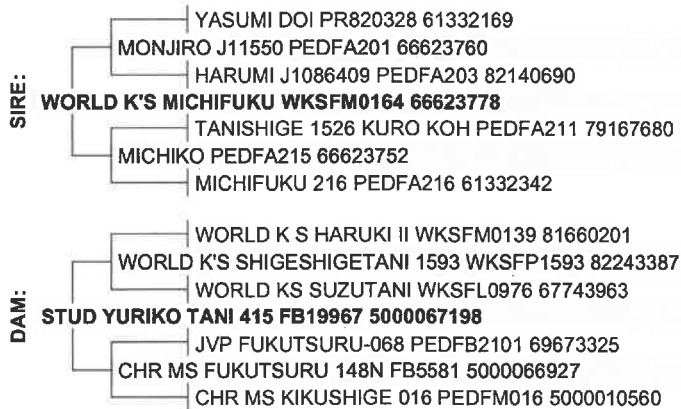 YASUMI DOI PR820328 61332169
MONJIRO J11550 PEDFA201 66623760
HARUMI J1086409 PEDFA203 82140690
SIRE:
WORLD K'S MICHIFUKU WKSFM0164 66623778
TANISHIGE 1526 KURO KOH PEDFA211 79167680
MICHIKO PEDFA215 66623752
MICHIFUKU 216 PEDFA216 61332342
WORLD K S HARUKI II WKSFM0139 81660201
WORLD K'S SHIGESHIGETANI 1593 WKSFP1593 82243387
WORLD KS SUZUTANI WKSFL0976 67743963
DAM:
STUD YURIKO TANI 415 FB19967 5000067198
JVP FUKUTSURU-068 PEDFB2101 69673325
CHR MS FUKUTSURU 148N FB5581 5000066927
CHR MS KIKUSHIGE 016 PEDFM016 5000010560